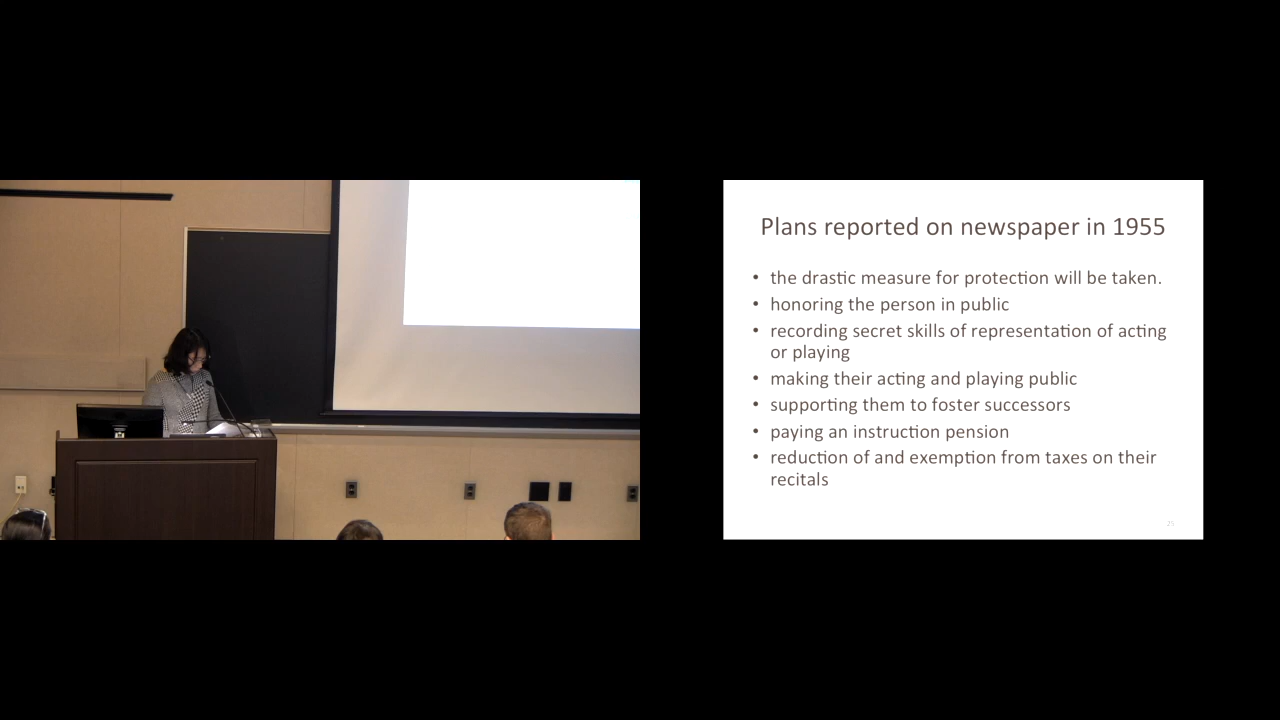 Plans reported on newspaper in 1955
• the drastic measure for protection will be taken.
• honoring the person in public
• recording secret skills of representation of acting
or playing
• making their acting and playing public
• supporting them to foster successors
• paying an instruction pension
• reduction of and exemption from taxes on their
recitals
25